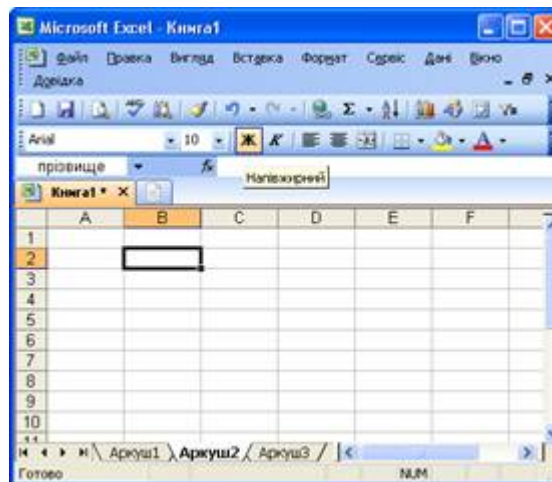 Microsoft Excel - Книга1
Файл Правка Вигляд Вставка Формат Сервіс Дані Вікно
Довідка
Arial 10 Ж К
прізвище fx
Напівжирний
Книга1 *
A B C D E F
1
2
3
4
5
6
7
8
9
10
11
Аркуш1 Аркуш2 Аркуш3
Готово NUM